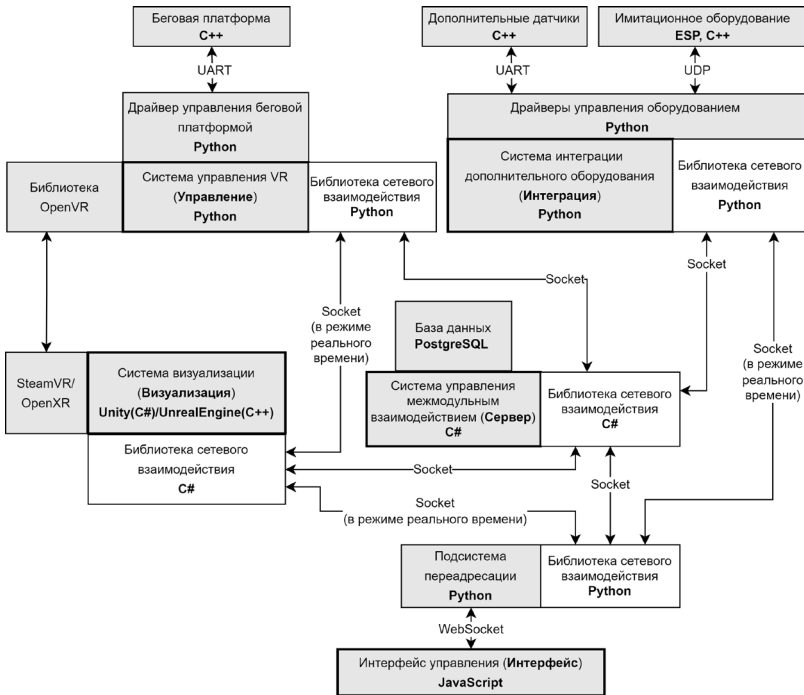 Беговая платформа
C++
Дополнительные датчики
C++
Имитационное оборудование
ESP, C++
UART
UART
UDP
Драйвер управления беговой
платформой
Python
Драйверы управления оборудованием
Python
Библиотека
OpenVR
Система управления VR
(Управление)
Python
Библиотека сетевого
взаимодействия
Python
Система интеграции
дополнительного оборудования
(Интеграция)
Python
Библиотека сетевого
взаимодействия
Python
Socket
Socket
Socket
(в режиме
реального
времени)
Socket
(в режиме
реального
времени)
База данных
PostgreSQL
SteamVR/
OpenXR
Система визуализации
(Визуализация)
Unity(C#)/UnrealEngine(C++)
Система управления
межмодульным
взаимодействием (Сервер)
C#
Библиотека сетевого
взаимодействия
C#
Библиотека сетевого
взаимодействия
C#
Socket
Socket
Socket
(в режиме реального времени)
Подсистема
переадресации
Python
Библиотека сетевого
взаимодействия
Python
WebSocket
Интерфейс управления (Интерфейс)
JavaScript